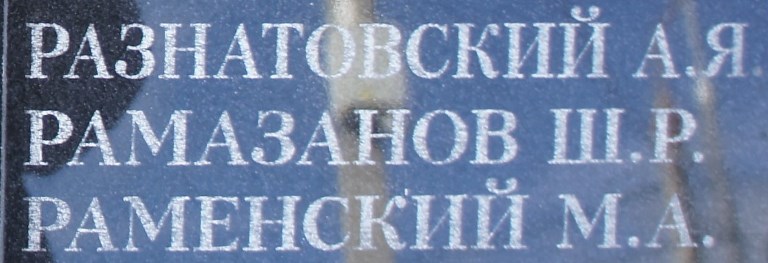 РАЗНАТОВСКИЙ А.Я.
РАМАЗАНОВ Ш.Р.
РАМЕНСКИЙ М.А.